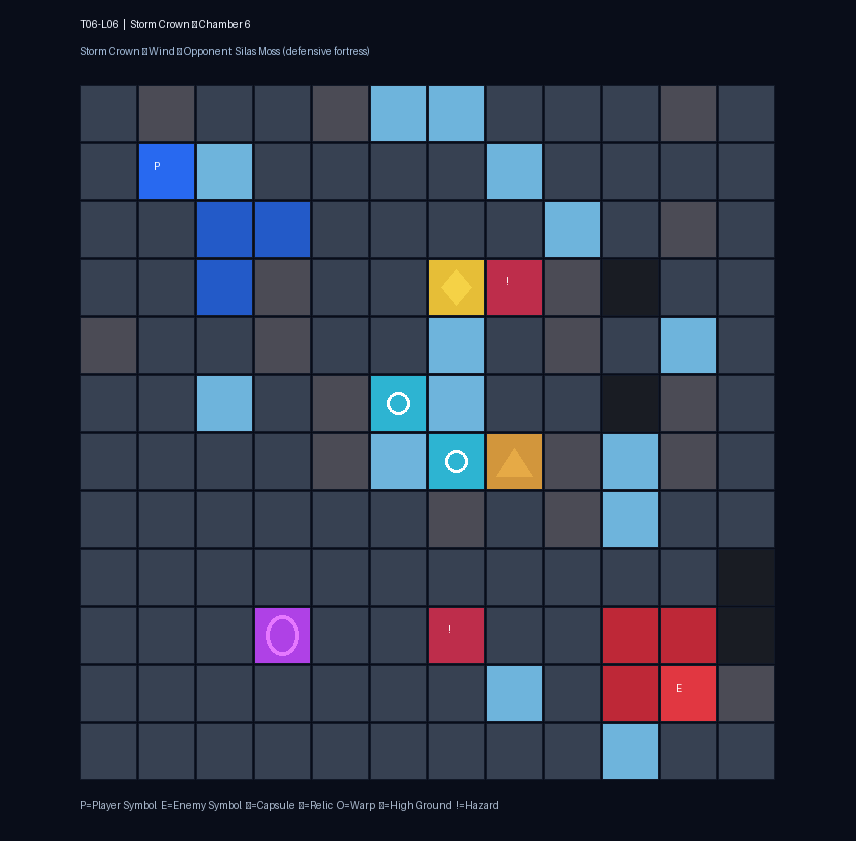 T06-L06 | Storm Crown � Chamber 6
Storm Crown � Wind � Opponent: Silas Moss (defensive fortress)
P
!
!
E
P=Player Symbol E=Enemy Symbol �=Capsule �=Relic O=Warp �=High Ground !=Hazard